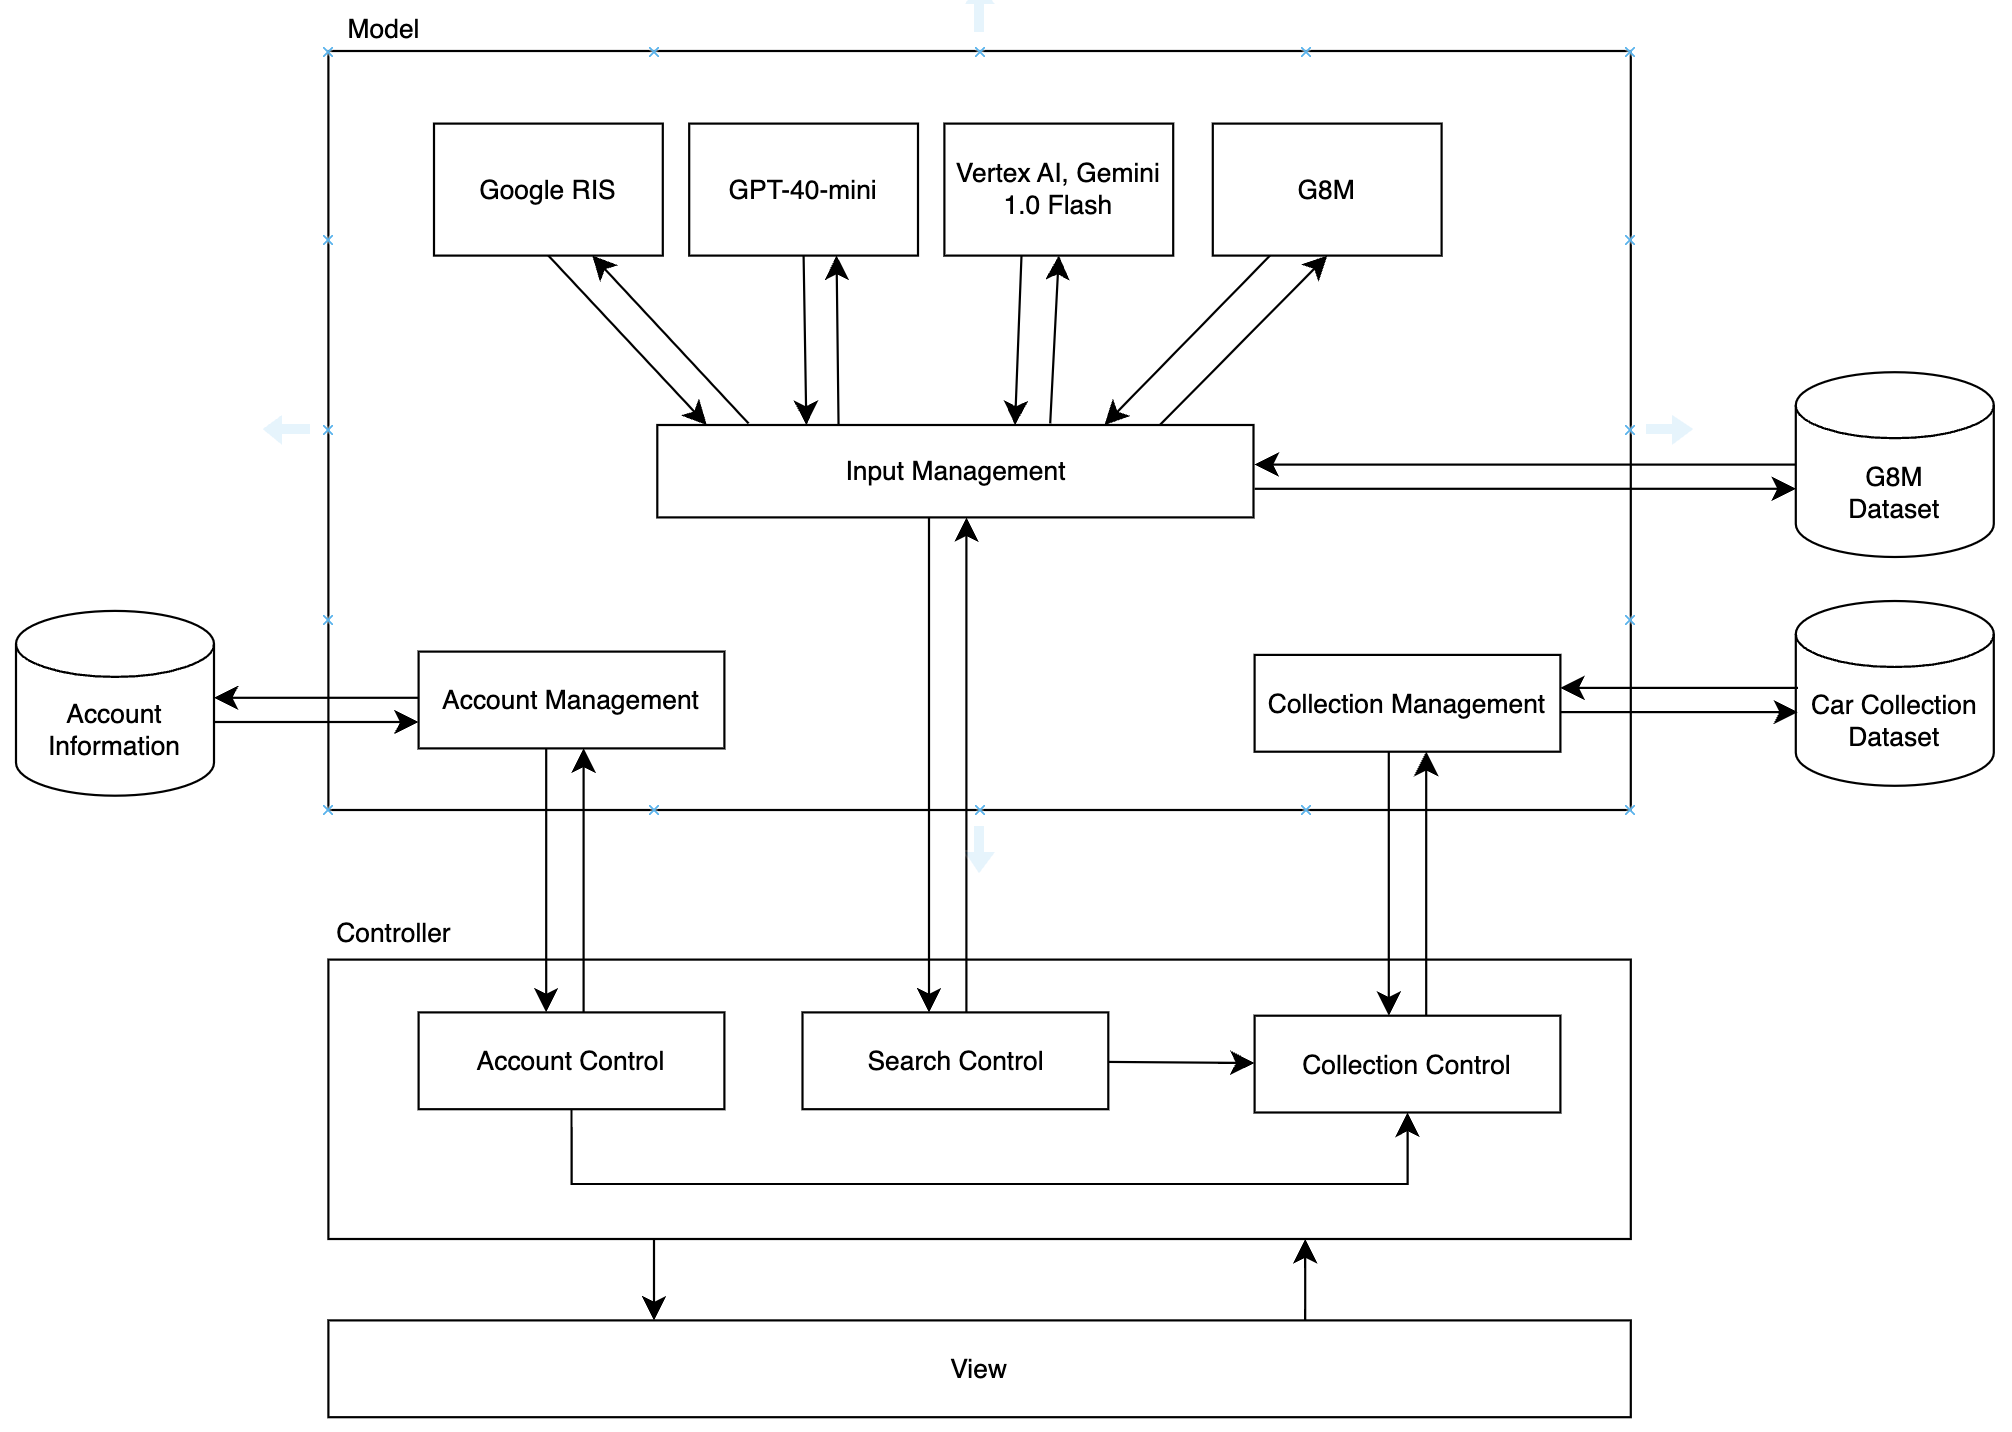 Model
Google RIS
GPT-40-mini
Vertex AI, Gemini
1.0 Flash
G8M
Input Management
G8M
Dataset
Account
Information
Account Management
Collection Management
Car Collection
Dataset
Controller
Account Control
Search Control
Collection Control
View